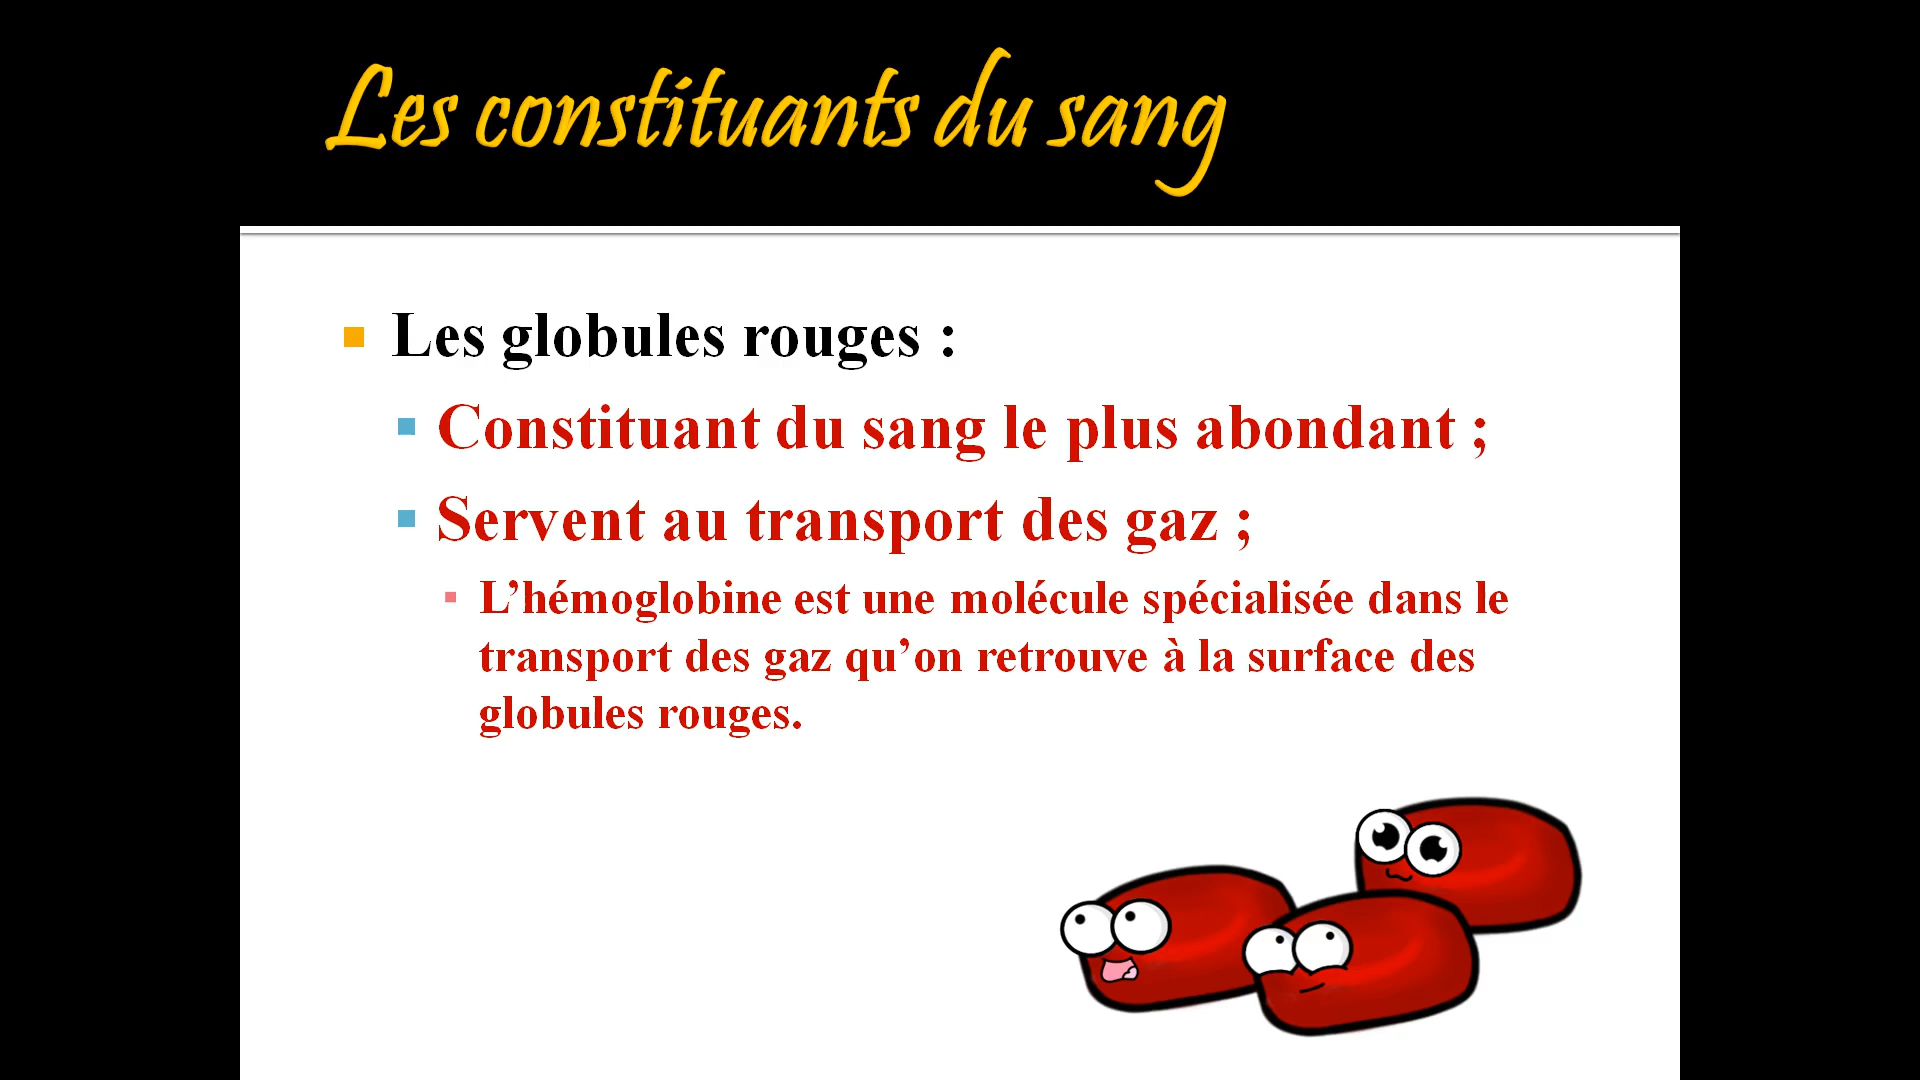 Les constituants du sang
Les globules rouges :
Constituant du sang le plus abondant ;
Servent au transport des gaz ;
L’hémoglobine est une molécule spécialisée dans le
transport des gaz qu’on retrouve à la surface des
globules rouges.